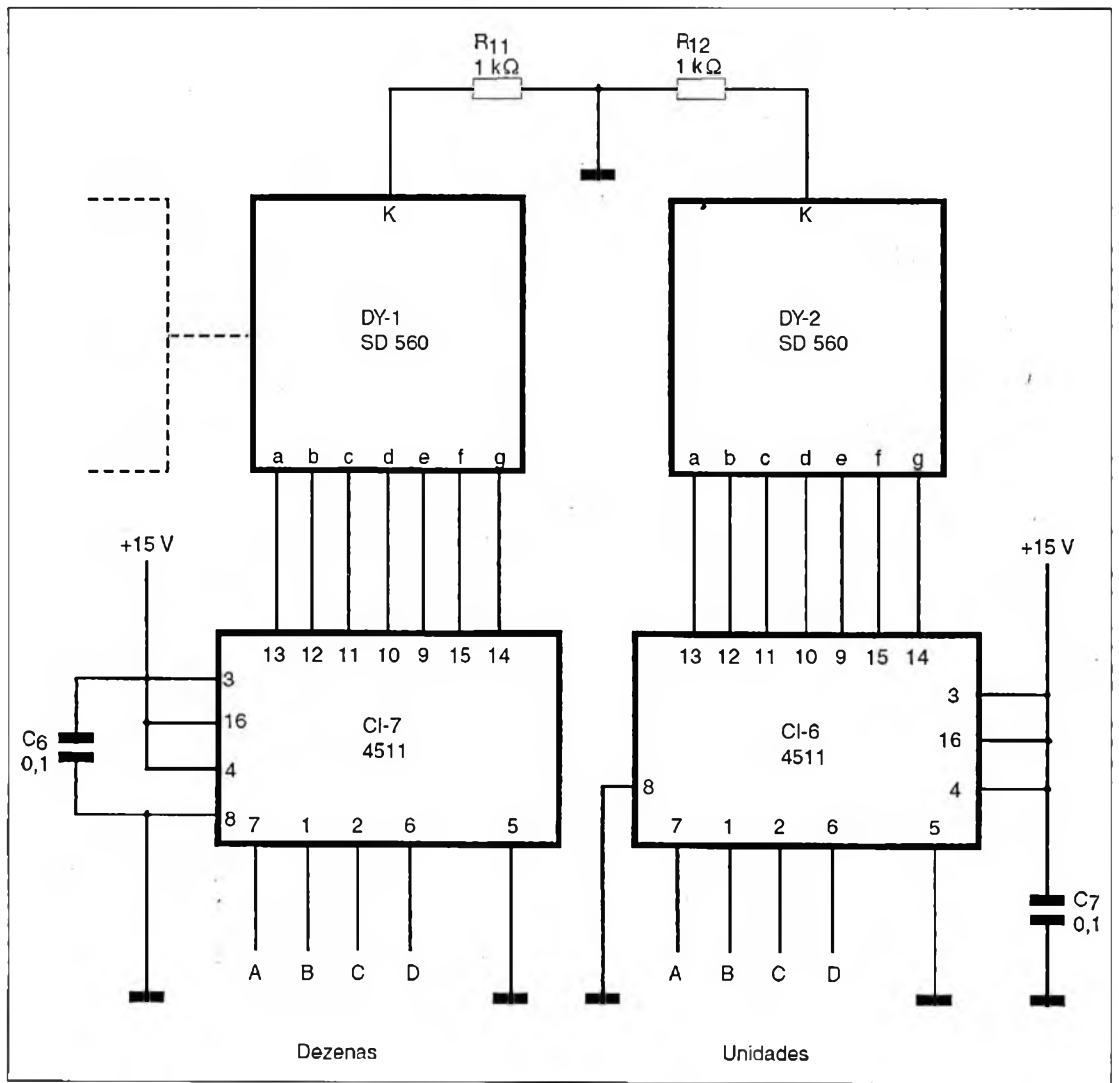 R11 R12
1 kΩ 1 kΩ
K K
DY-1
SD 560
DY-2
SD 560
a b c d e f g
a b c d e f g
+15 V
+15 V
13 12 11 10 9 15 14
13 12 11 10 9 15 14
3
16
4
8
CI-7
4511
C6
0,1
7 1 2 6 5
CI-6
4511
3
16
4
8
7 1 2 6 5
C7
0,1
A B C D
A B C D
Dezenas
Unidades